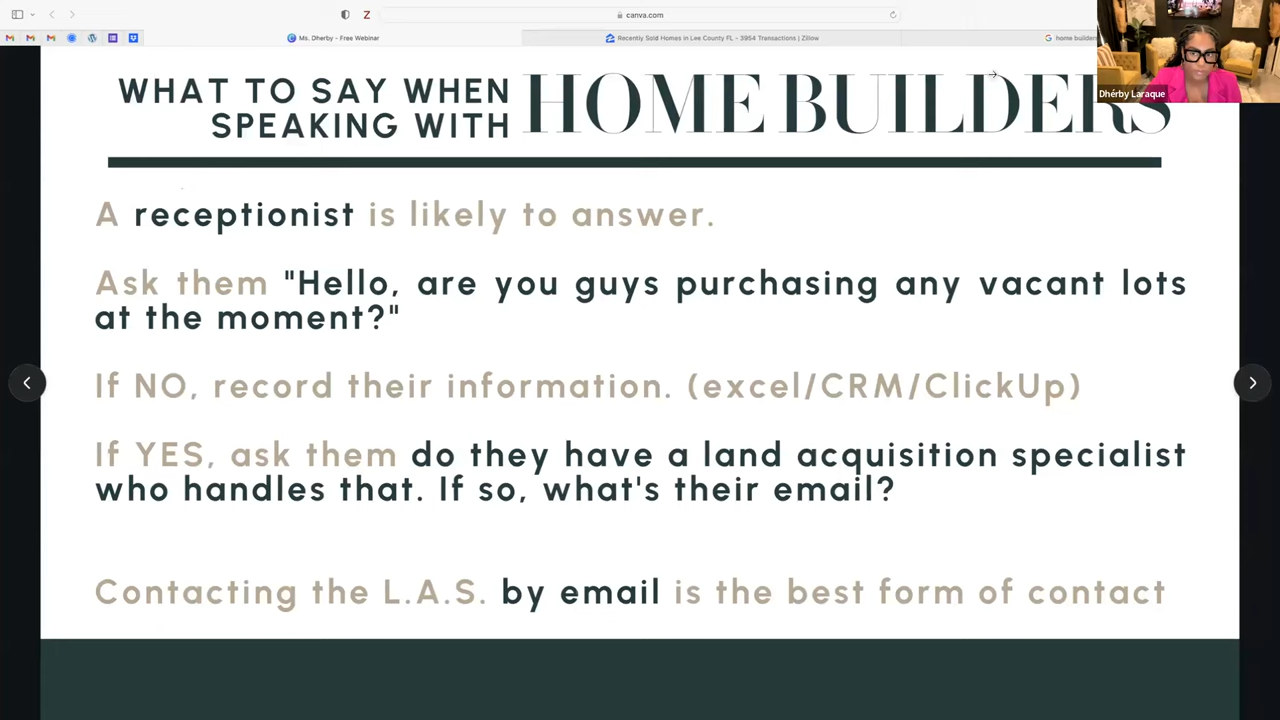 canva.com
Ms. Dherby - Free Webinar
Recently Sold Homes in Lee County FL - 3954 Transactions | Zillow
home builders
Dhérby Laraque
WHAT TO SAY WHEN
SPEAKING WITH
HOME BUILDERS
A receptionist is likely to answer.
Ask them "Hello, are you guys purchasing any vacant lots
at the moment?"
If NO, record their information. (excel/CRM/ClickUp)
If YES, ask them do they have a land acquisition specialist
who handles that. If so, what's their email?
Contacting the L.A.S. by email is the best form of contact